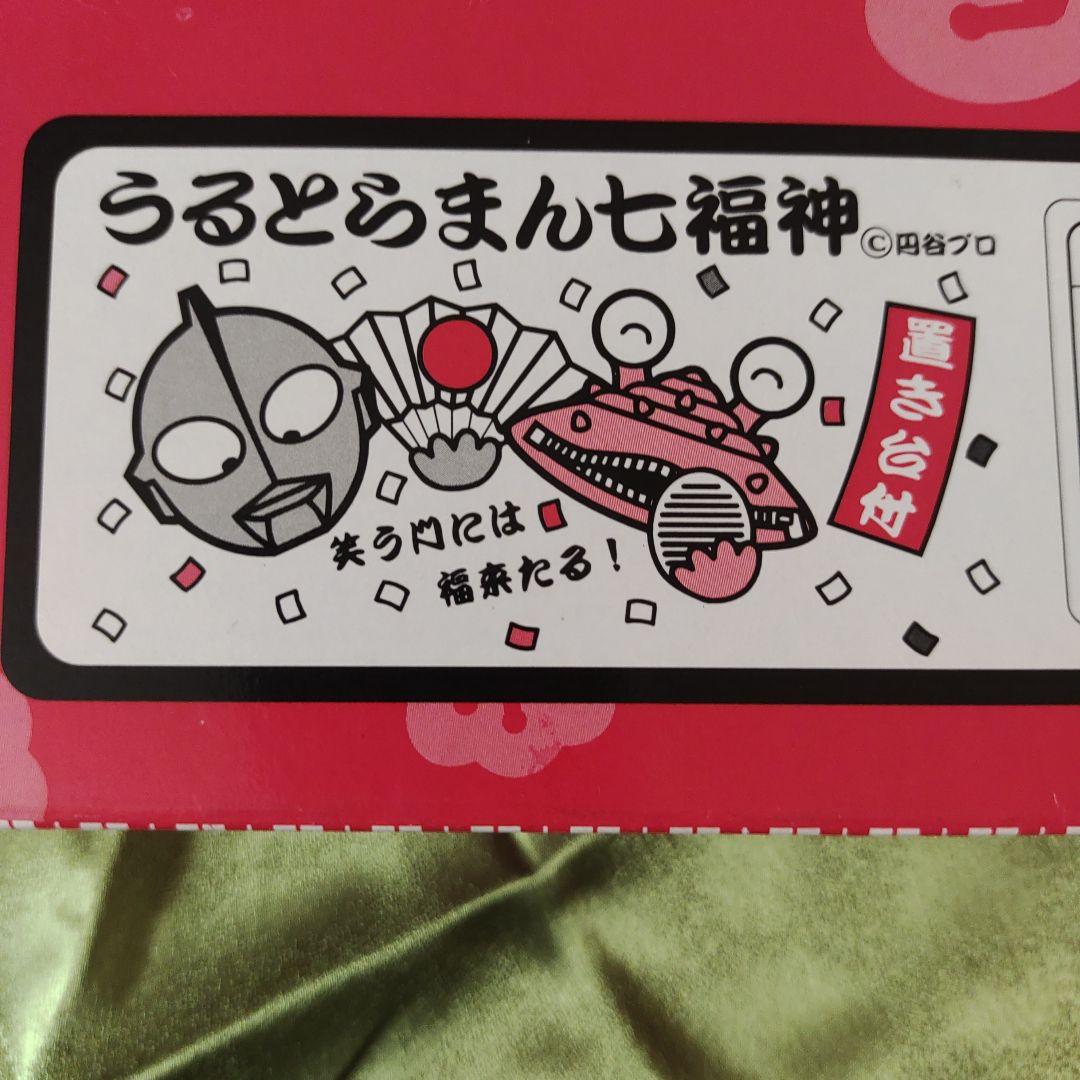 うるとらまん七福神©円谷プロ
置き台付
笑う門には
福来たる！